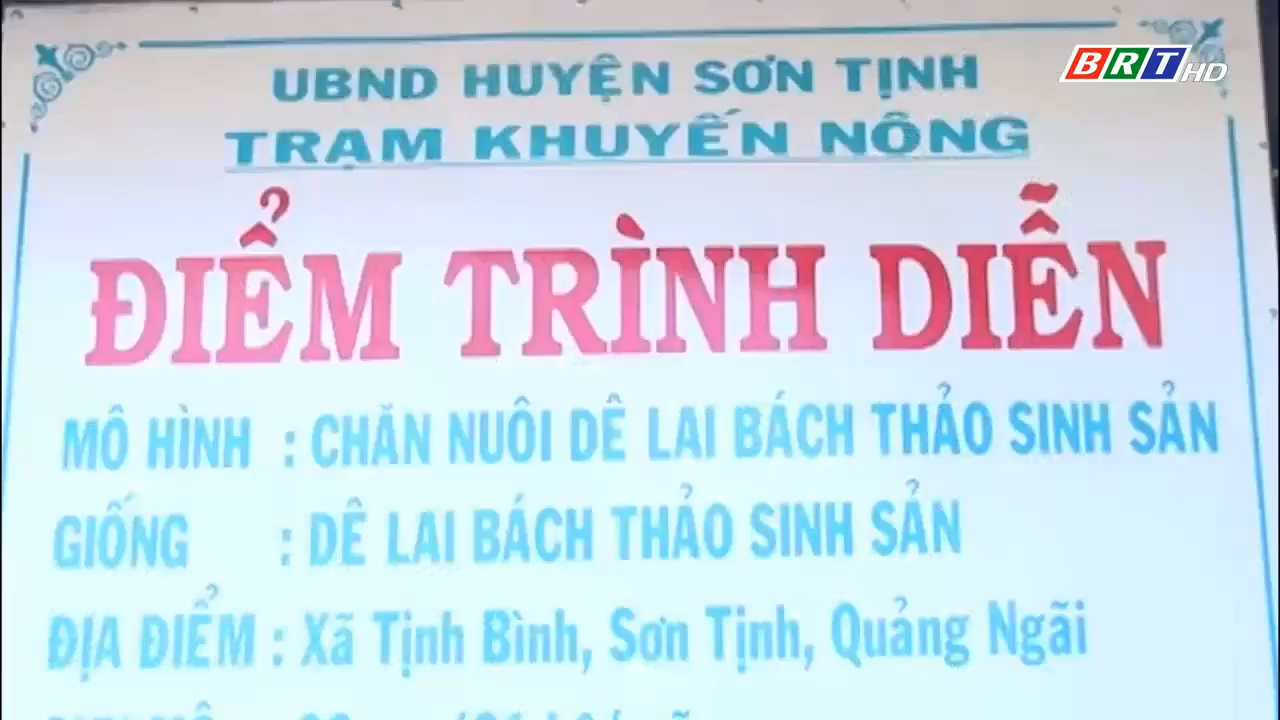 BRT HD
UBND HUYỆN SƠN TỊNH
TRẠM KHUYẾN NÔNG
ĐIỂM TRÌNH DIỄN
MÔ HÌNH : CHĂN NUÔI DÊ LAI BÁCH THẢO SINH SẢN
GIỐNG : DÊ LAI BÁCH THẢO SINH SẢN
ĐỊA ĐIỂM : Xã Tịnh Bình, Sơn Tịnh, Quảng Ngãi